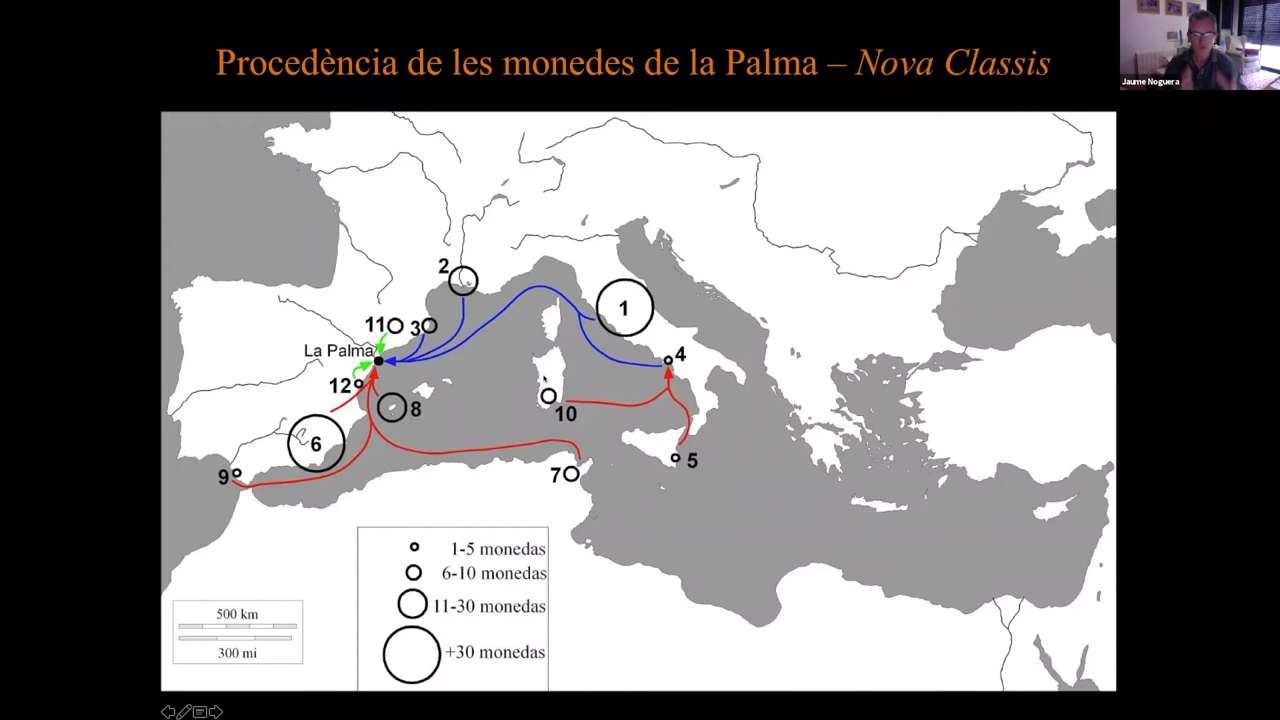 Procedència de les monedes de la Palma – Nova Classis
Jaume Noguera
2
1
11
3
La Palma
4
12
8
10
6
5
9
7
1-5 monedas
6-10 monedas
11-30 monedas
+30 monedas
500 km
300 mi